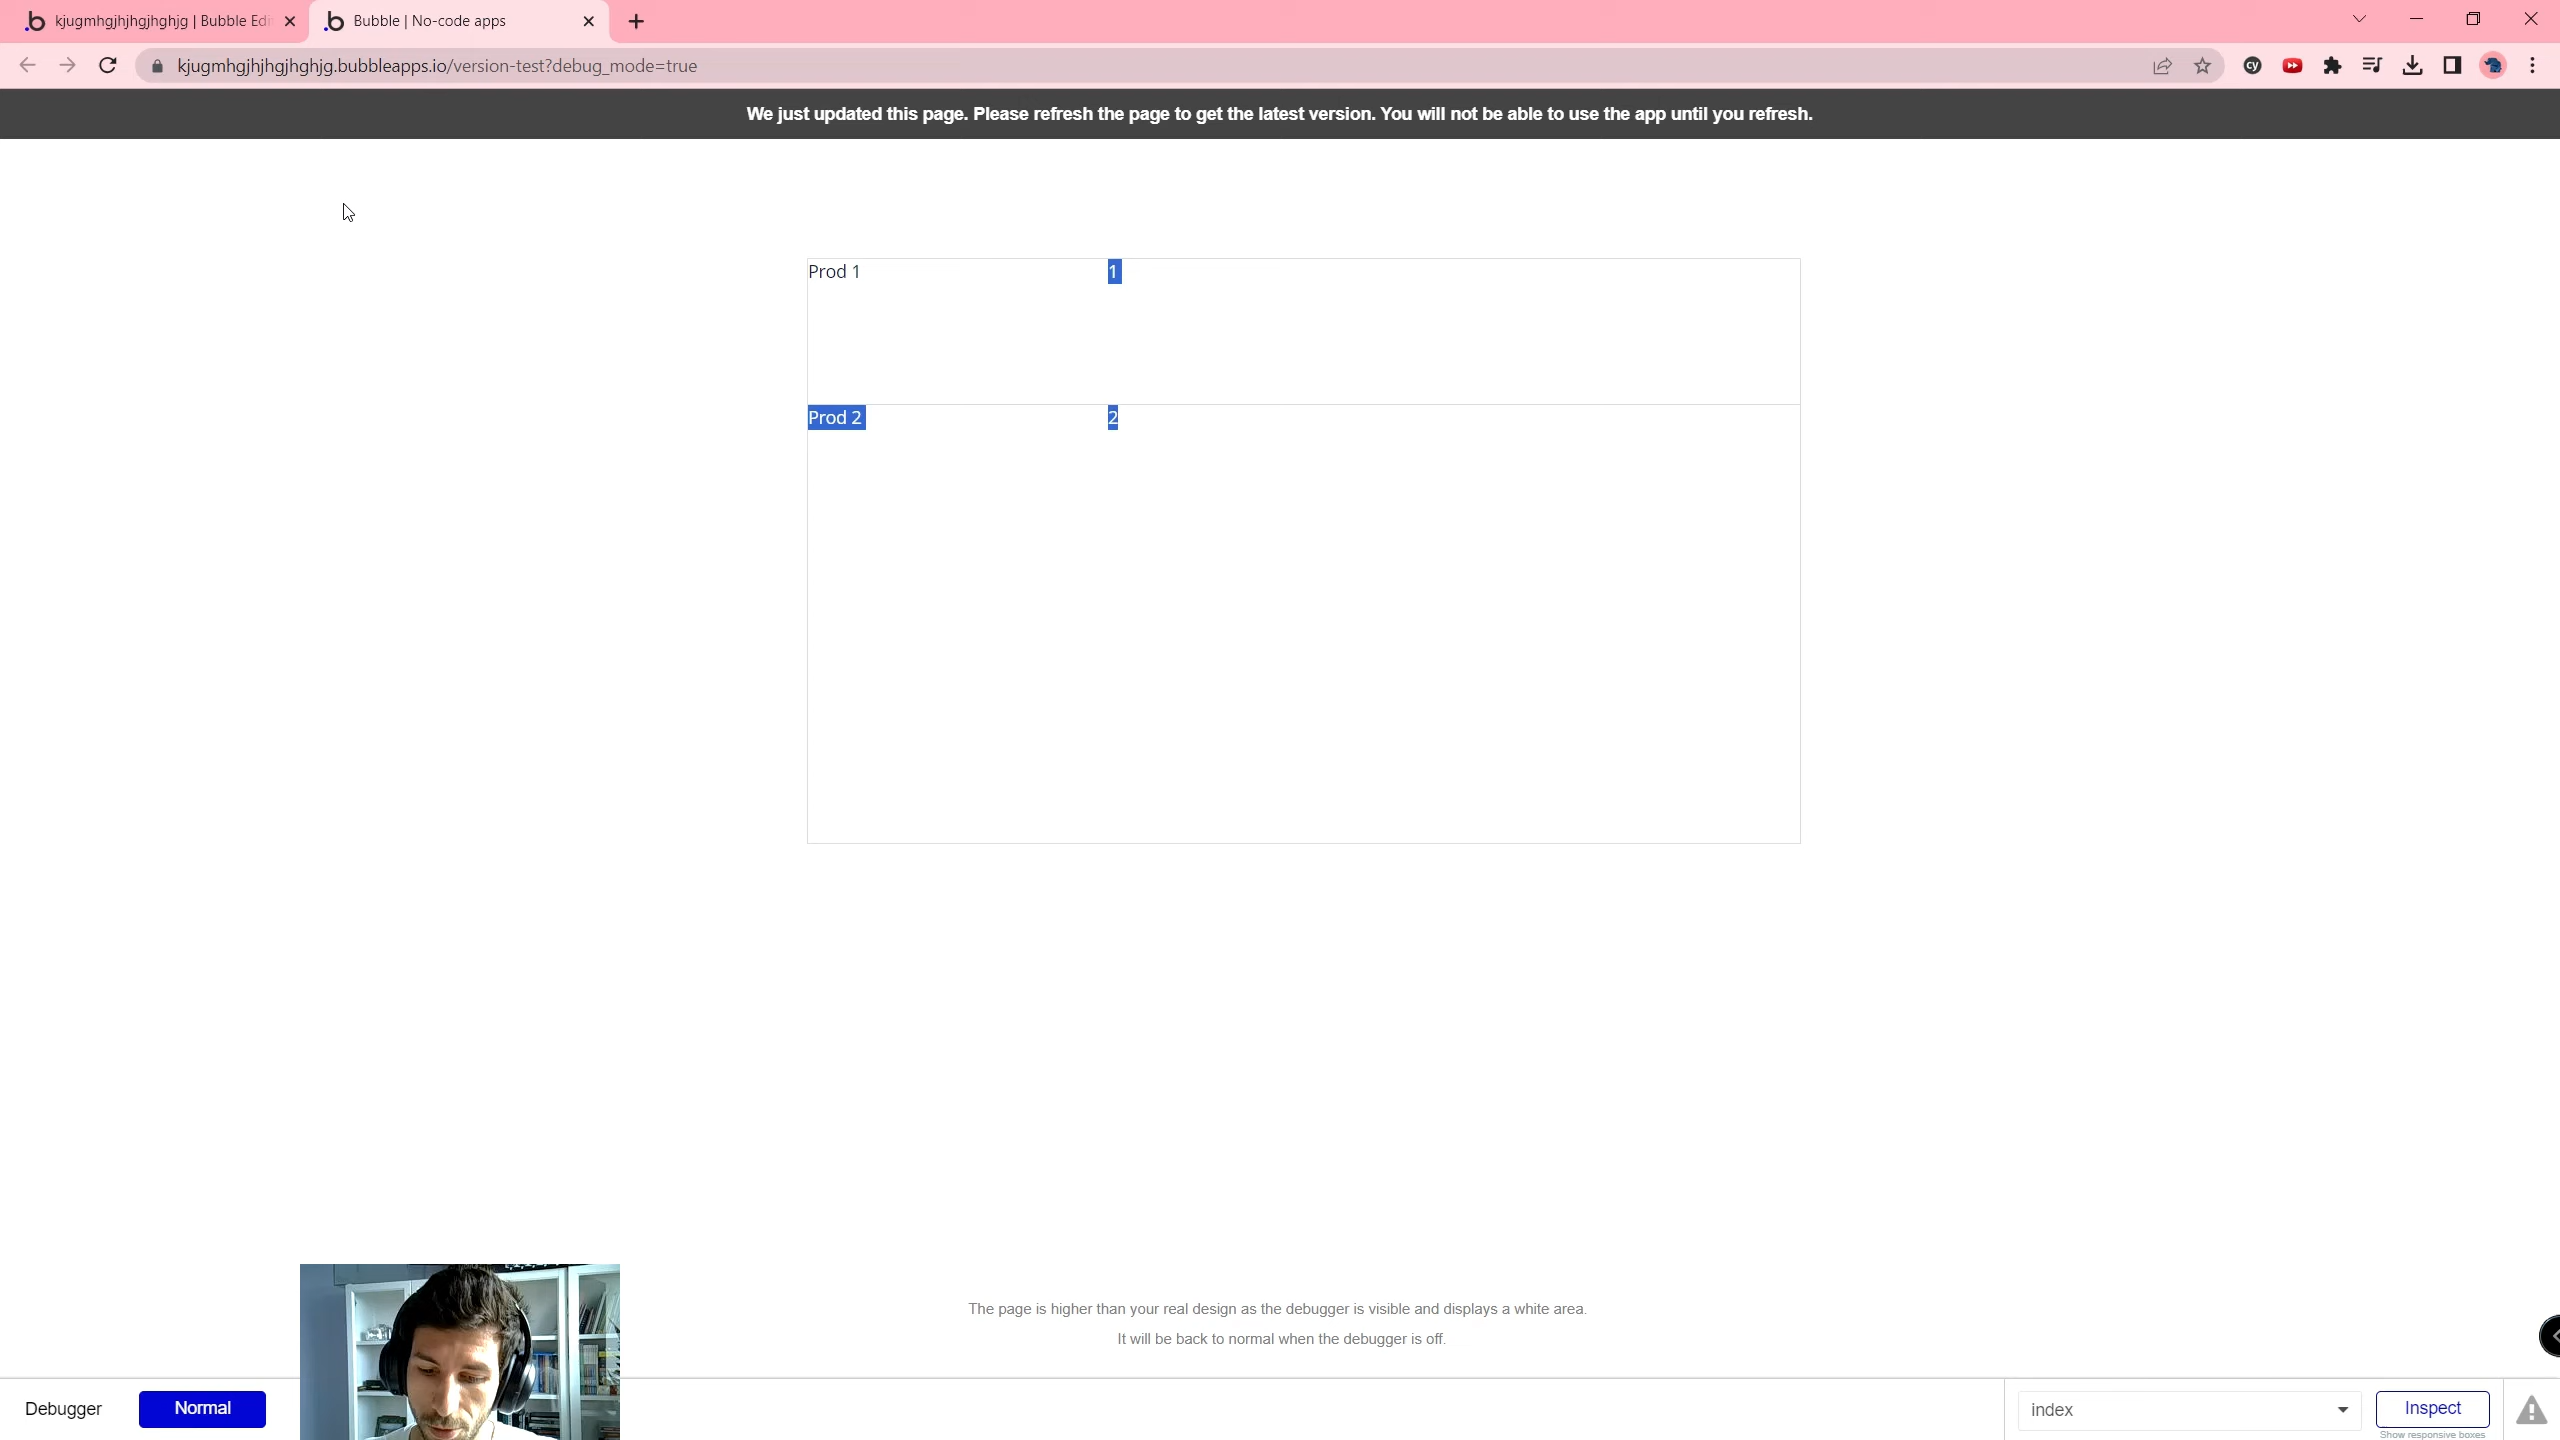 kjugmhgjhjhgjhghjg | Bubble Edi
Bubble | No-code apps
kjugmhgjhjhgjhghjg.bubbleapps.io/version-test?debug_mode=true
cy
We just updated this page. Please refresh the page to get the latest version. You will not be able to use the app until you refresh.
Prod 1 1
Prod 2 2
The page is higher than your real design as the debugger is visible and displays a white area.
It will be back to normal when the debugger is off.
Debugger Normal index Inspect
Show responsive boxes